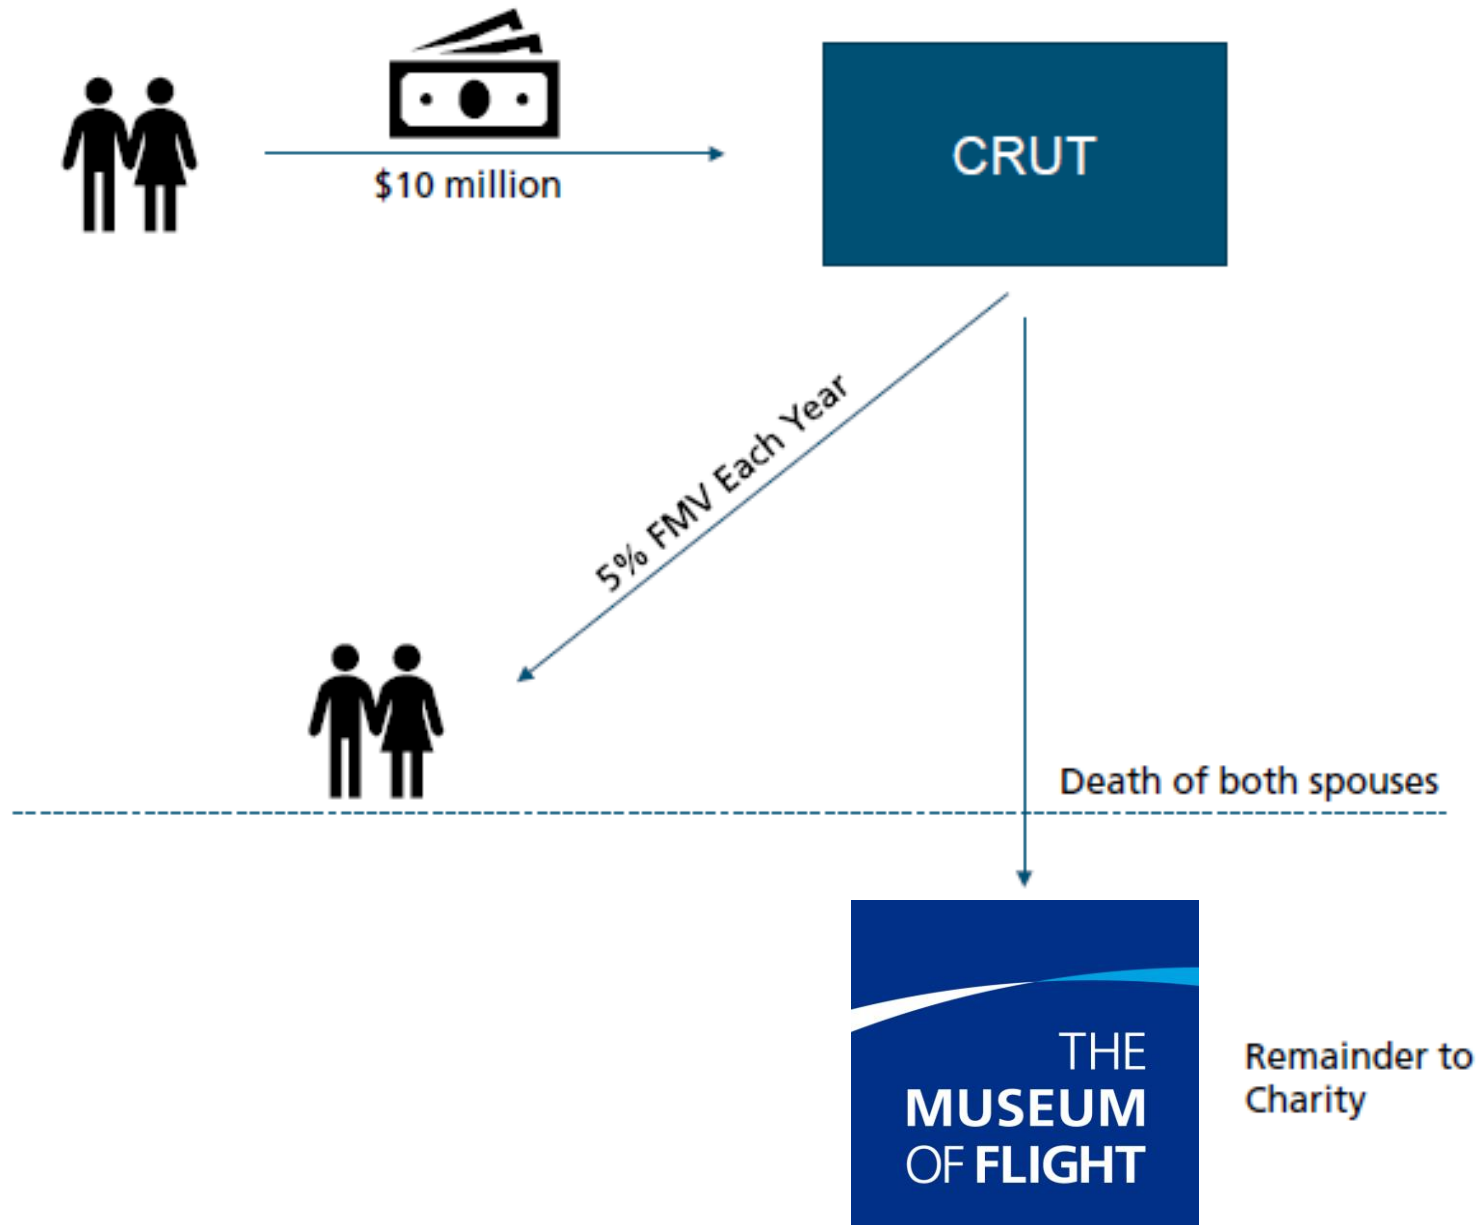 $10 million
CRUT
5% FMV Each Year
Death of both spouses
THE
MUSEUM
OF FLIGHT
Remainder to
Charity